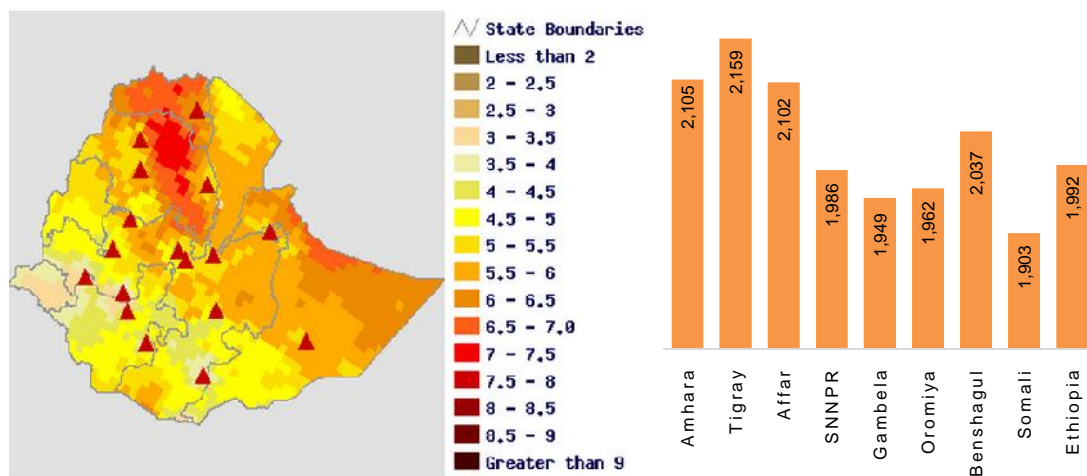 State Boundaries
Less than 2
2 - 2.5
2.5 - 3
3 - 3.5
3.5 - 4
4 - 4.5
4.5 - 5
5 - 5.5
5.5 - 6
6 - 6.5
6.5 - 7.0
7 - 7.5
7.5 - 8
8 - 8.5
8.5 - 9
Greater than 9
2,105
2,159
2,102
1,986
1,949
1,962
2,037
1,903
1,992
Amhara
Tigray
Affar
SNNPR
Gambela
Oromiya
Benshagul
Somali
Ethiopia